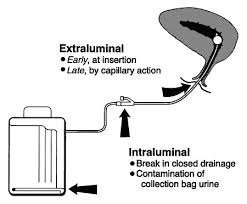 Extraluminal
• Early, at insertion
• Late, by capillary action
Intraluminal
• Break in closed drainage
• Contamination of
collection bag urine